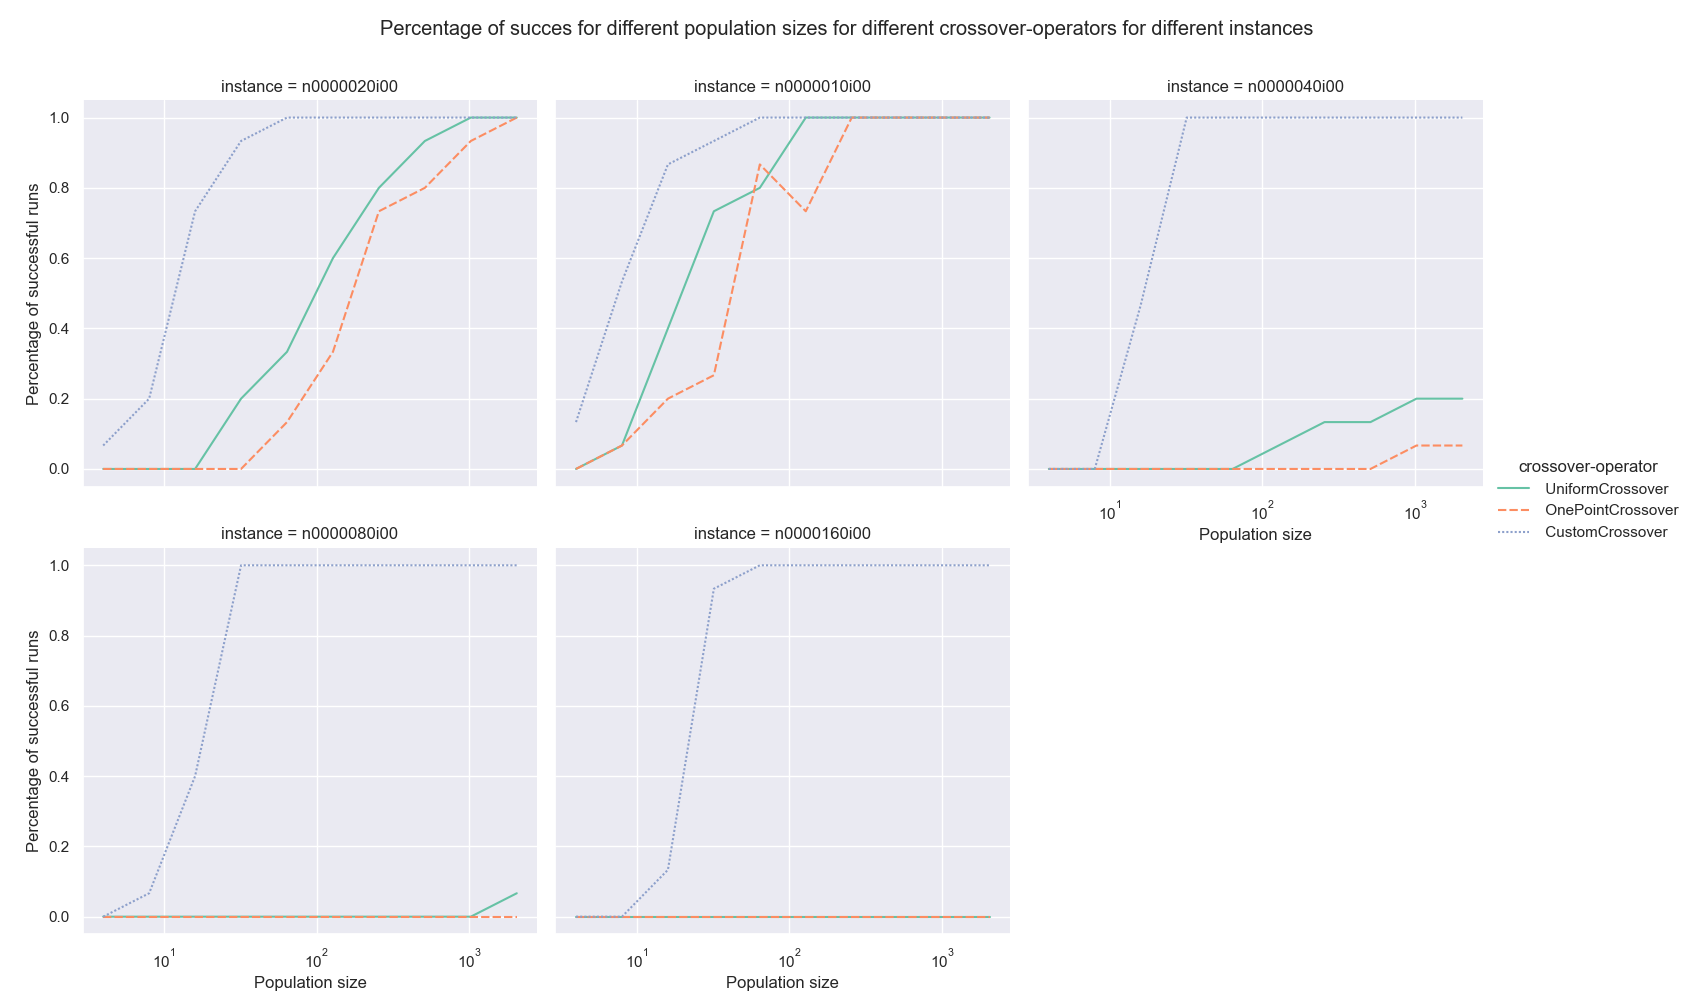 Percentage of succes for different population sizes for different crossover-operators for different instances
instance = n0000020i00
instance = n0000010i00
instance = n0000040i00
1.0
0.8
0.6
0.4
0.2
0.0
Percentage of successful runs
10^1
10^2
10^3
Population size
crossover-operator
UniformCrossover
OnePointCrossover
CustomCrossover
instance = n0000080i00
instance = n0000160i00
1.0
0.8
0.6
0.4
0.2
0.0
Percentage of successful runs
10^1
10^2
10^3
Population size
10^1
10^2
10^3
Population size